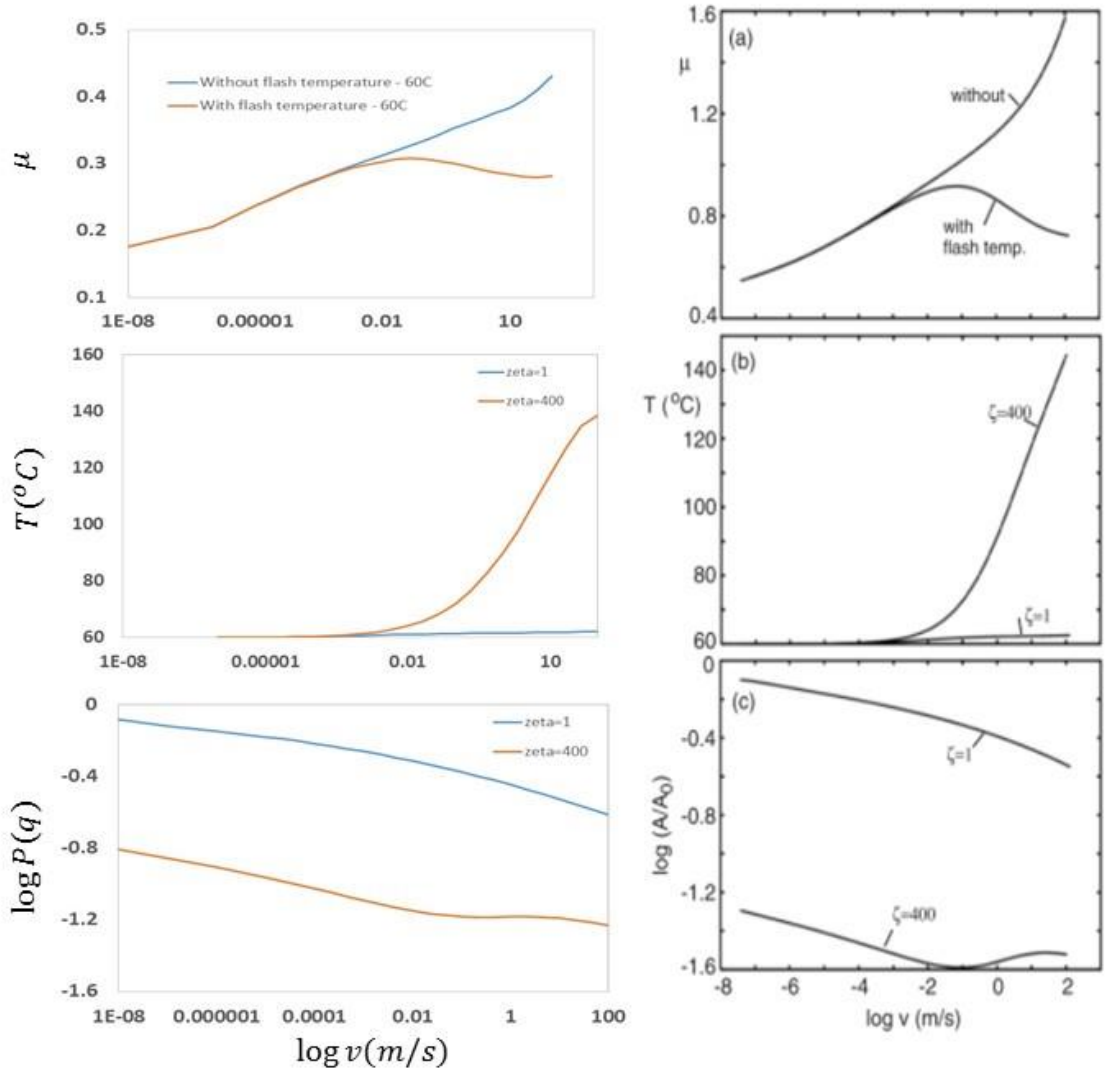 0.5
0.4
0.3
0.2
0.1
μ
Without flash temperature - 60C
With flash temperature - 60C
1E-08 0.00001 0.01 10
160
140
120
100
80
60
T(°C)
zeta=1
zeta=400
1E-08 0.00001 0.01 10
0
-0.4
-0.8
-1.2
-1.6
log P(q)
zeta=1
zeta=400
1E-08 0.000001 0.0001 0.01 1 100
log v(m/s)
1.6
1.2
0.8
0.4
(a)
μ
without
with
flash temp.
(b)
140
120
100
80
60
T (°C)
ζ=400
ζ=1
0
-0.4
-0.8
-1.2
-1.6
(c)
log (A/A0)
ζ=1
ζ=400
-8 -6 -4 -2 0 2
log v (m/s)